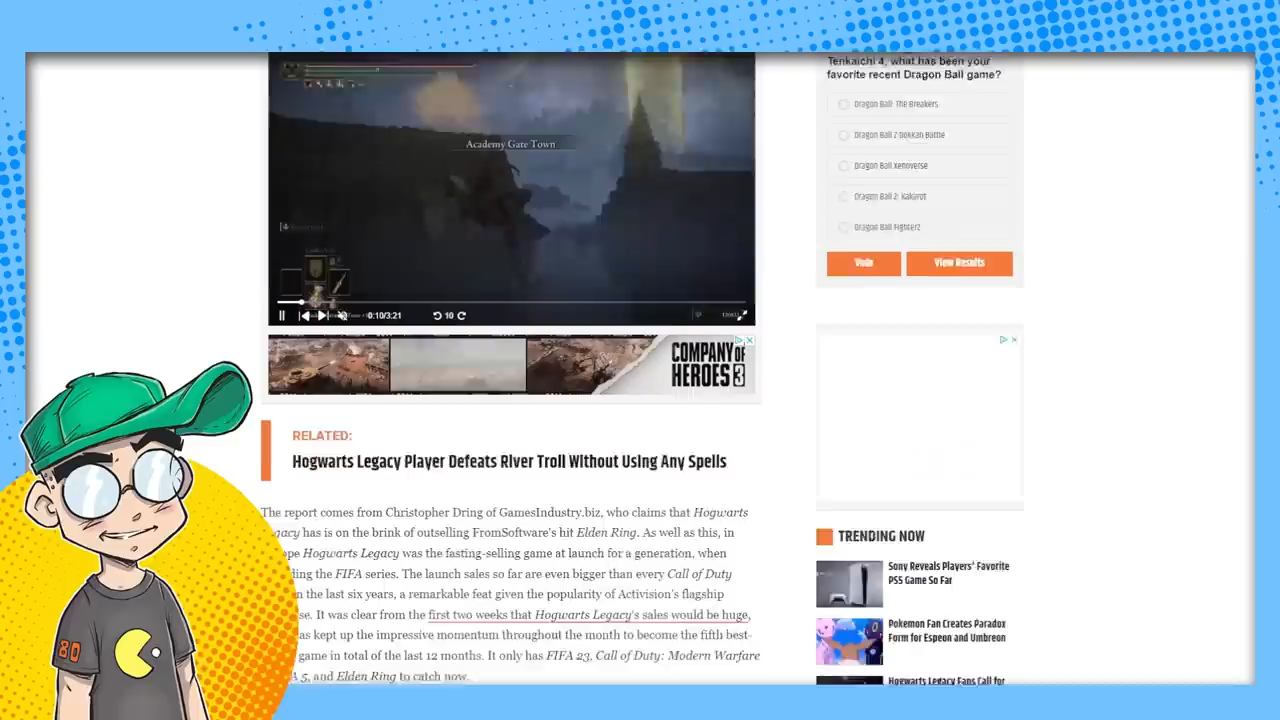 Tenkaichi 4, what has been your
favorite recent Dragon Ball game?
Academy Gate Town
Dragon Ball: The Breakers
Dragon Ball Z Dokkan Battle
Dragon Ball Xenoverse
Dragon Ball Z: Kakarot
Dragon Ball FighterZ
Vote
View Results
0:10/3:21
10
COMPANY OF
HEROES 3
RELATED:
Hogwarts Legacy Player Defeats River Troll Without Using Any Spells
The report comes from Christopher Dring of GamesIndustry.biz, who claims that Hogwarts
gacy has is on the brink of outselling FromSoftware's hit Elden Ring. As well as this, in
ope Hogwarts Legacy was the fasting-selling game at launch for a generation, when
ding the FIFA series. The launch sales so far are even bigger than every Call of Duty
n the last six years, a remarkable feat given the popularity of Activision's flagship
se. It was clear from the first two weeks that Hogwarts Legacy's sales would be huge,
as kept up the impressive momentum throughout the month to become the fifth best-
game in total of the last 12 months. It only has FIFA 23, Call of Duty: Modern Warfare
A 5, and Elden Ring to catch now.
TRENDING NOW
Sony Reveals Players' Favorite
PS5 Game So Far
Pokemon Fan Creates Paradox
Form for Espeon and Umbreon
Hogwarts Legacy Fans Call for
80